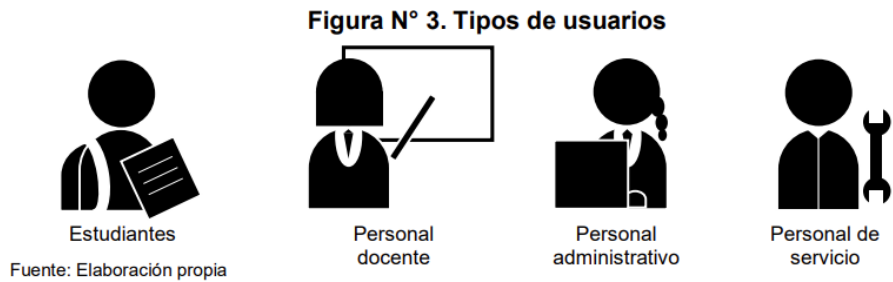 Figura N° 3. Tipos de usuarios
Estudiantes
Personal
docente
Personal
administrativo
Personal de
servicio
Fuente: Elaboración propia